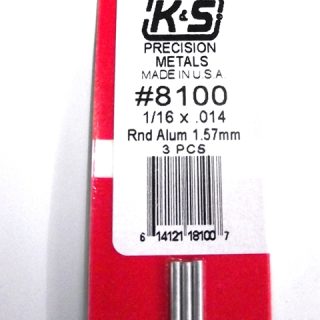 K&S
PRECISION
METALS
MADE IN U.S.A.
#8100
1/16 x .014
Rnd Alum 1.57mm
3 PCS
6 14121 18100 7